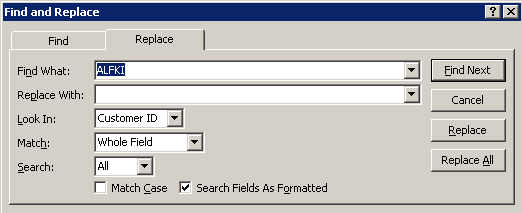 Find and Replace
Find Replace
Find What: ALFKI Find Next
Replace With: Cancel
Look In: Customer ID Replace
Match: Whole Field
Search: All Replace All
Match Case Search Fields As Formatted